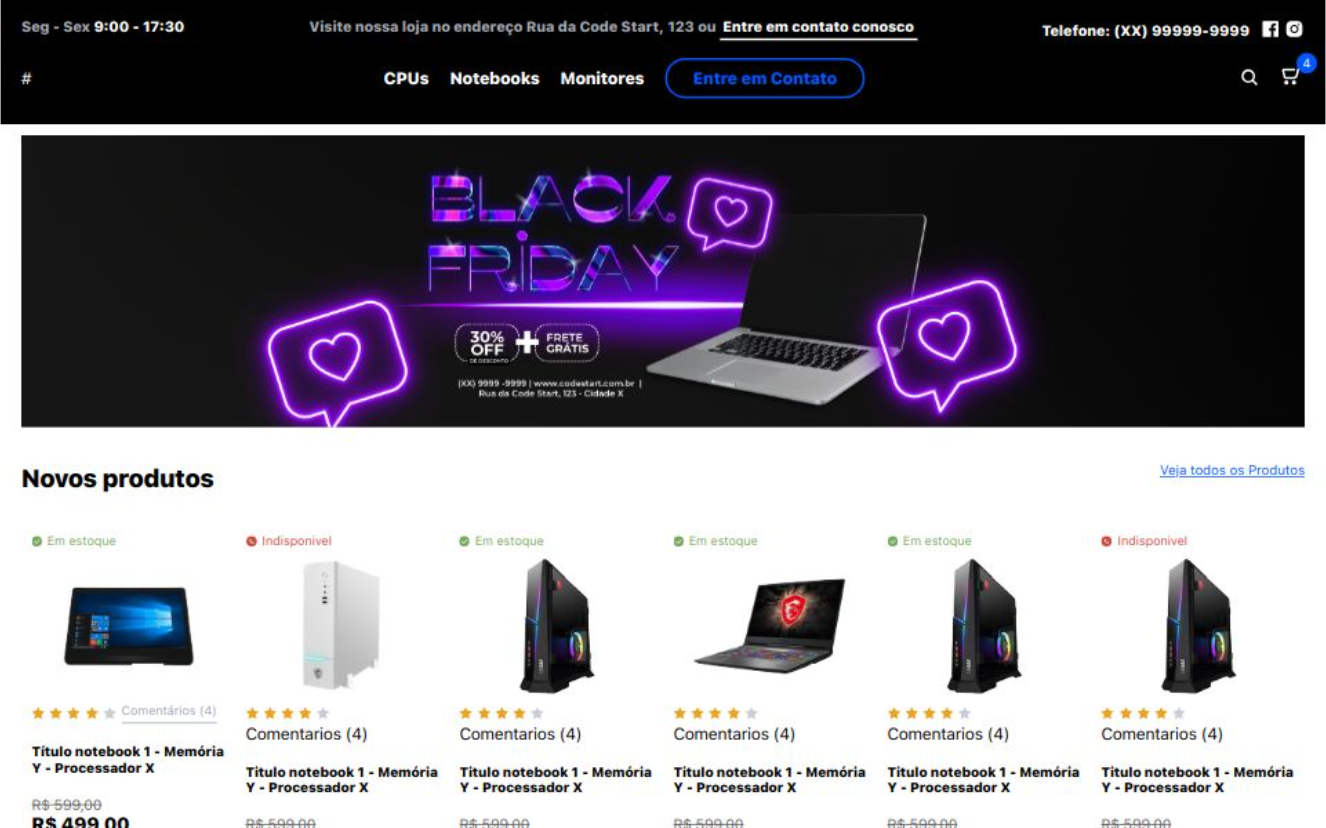 Seg - Sex 9:00 - 17:30
Visite nossa loja no endereço Rua da Code Start, 123 ou Entre em contato conosco
Telefone: (XX) 99999-9999
#
CPUs
Notebooks
Monitores
Entre em Contato
4
BLACK
FRIDAY
30%
OFF
DE DESCONTO
+
FRETE
GRÁTIS
(XX) 9999 -9999 | www.codestart.com.br |
Rua da Code Start, 123 - Cidade X
Novos produtos
Veja todos os Produtos
Em estoque
Indisponivel
Em estoque
Em estoque
Em estoque
Indisponivel
Comentários (4)
Comentarios (4)
Comentarios (4)
Comentarios (4)
Comentarios (4)
Comentarios (4)
Título notebook 1 - Memória
Y - Processador X
Titulo notebook 1 - Memória
Y - Processador X
Titulo notebook 1 - Memória
Y - Processador X
Titulo notebook 1 - Memória
Y - Processador X
Titulo notebook 1 - Memória
Y - Processador X
Titulo notebook 1 - Memória
Y - Processador X
R$ 599,00
R$ 499,00
R$ 599,00
R$ 599,00
R$ 599,00
R$ 599,00
R$ 599,00